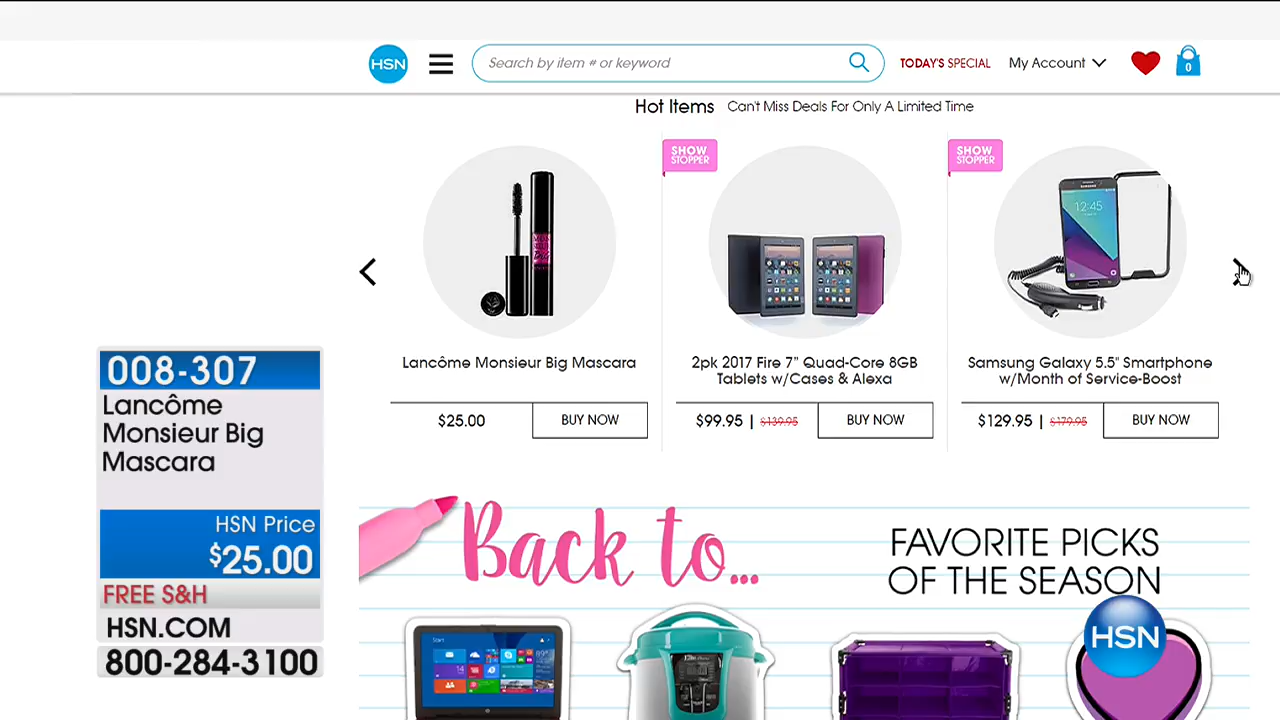 HSN
Search by item # or keyword
TODAY'S SPECIAL
My Account
0
Hot Items Can't Miss Deals For Only A Limited Time
SHOW
STOPPER
SHOW
STOPPER
12:45
Lancôme Monsieur Big Mascara
2pk 2017 Fire 7" Quad-Core 8GB
Tablets w/Cases & Alexa
Samsung Galaxy 5.5" Smartphone
w/Month of Service-Boost
$25.00
BUY NOW
$99.95 | $139.95
BUY NOW
$129.95 | $179.95
BUY NOW
008-307
Lancôme
Monsieur Big
Mascara
HSN Price
$25.00
FREE S&H
HSN.COM
800-284-3100
Back to...
FAVORITE PICKS
OF THE SEASON
HSN
Start